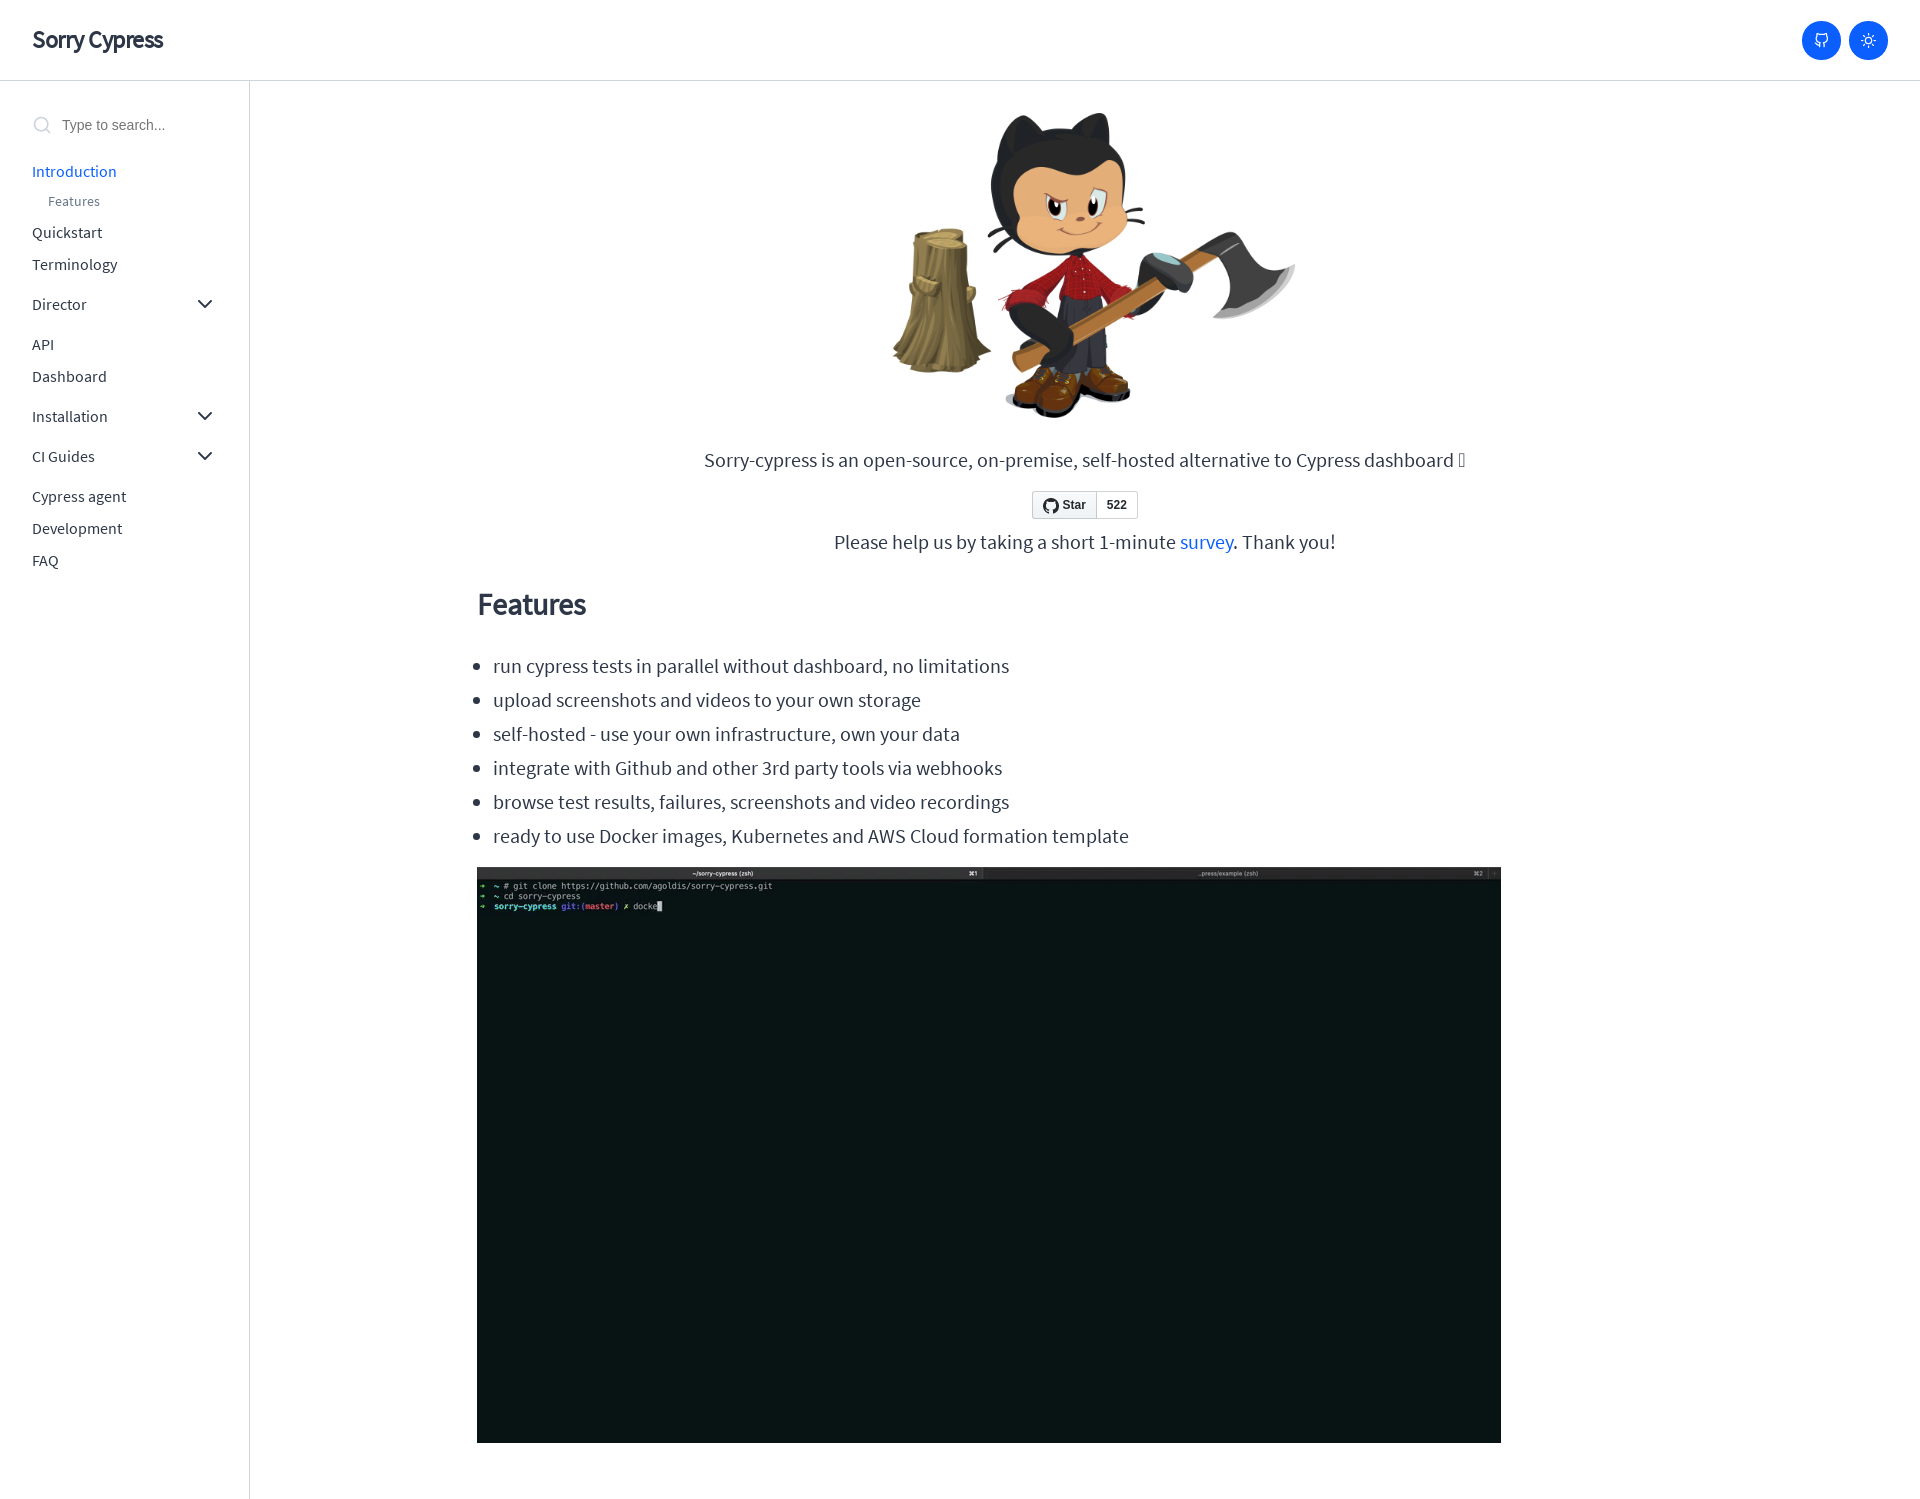 Sorry Cypress
Type to search...
Introduction
Features
Quickstart
Terminology
Director
API
Dashboard
Installation
CI Guides
Cypress agent
Development
FAQ
Sorry-cypress is an open-source, on-premise, self-hosted alternative to Cypress dashboard
Star 522
Please help us by taking a short 1-minute survey. Thank you!
Features
run cypress tests in parallel without dashboard, no limitations
upload screenshots and videos to your own storage
self-hosted - use your own infrastructure, own your data
integrate with Github and other 3rd party tools via webhooks
browse test results, failures, screenshots and video recordings
ready to use Docker images, Kubernetes and AWS Cloud formation template
~/sorry-cypress (zsh) ⌘1 ..press/example (zsh) ⌘2
➜ ~ # git clone https://github.com/agoldis/sorry-cypress.git
➜ ~ cd sorry-cypress
➜ sorry-cypress git:(master) ✗ docke